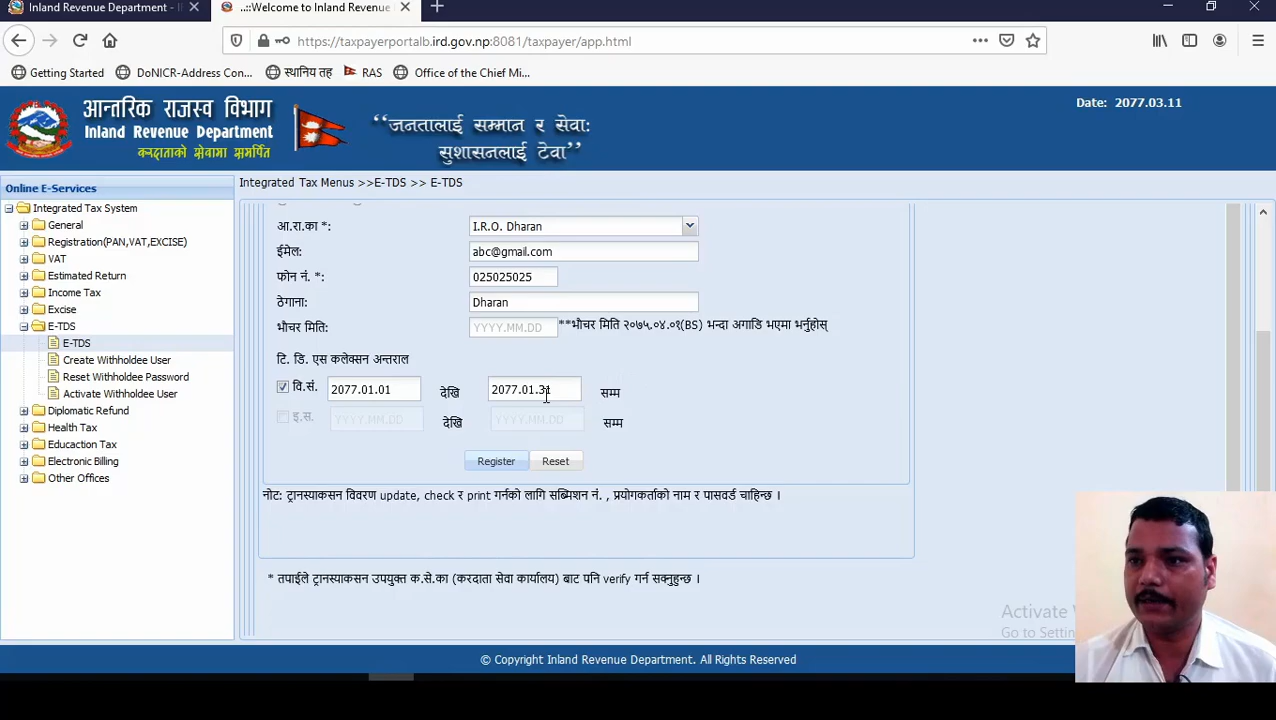 Inland Revenue Department - I
..::Welcome to Inland Revenue
https://taxpayerportalb.ird.gov.np:8081/taxpayer/app.html
Getting Started
DoNICR-Address Con...
स्थानिय तह
RAS
Office of the Chief Mi...
आन्तरिक राजस्व विभाग
Inland Revenue Department
करदाताको सेवामा समर्पित
“जनतालाई सम्मान र सेवाः
सुशासनलाई टेवा”
Date: 2077.03.11
Online E-Services
Integrated Tax System
General
Registration(PAN,VAT,EXCISE)
VAT
Estimated Return
Income Tax
Excise
E-TDS
E-TDS
Create Withholdee User
Reset Withholdee Password
Activate Withholdee User
Diplomatic Refund
Health Tax
Educaction Tax
Electronic Billing
Other Offices
Integrated Tax Menus >>E-TDS >> E-TDS
आ.रा.का *: I.R.O. Dharan
ईमेल: abc@gmail.com
फोन नं. *: 025025025
ठेगाना: Dharan
भौचर मिति: YYYY.MM.DD **भौचर मिति २०७५.०४.०१(BS) भन्दा अगाडि भएमा भर्नुहोस्
टि. डि. एस कलेक्सन अन्तराल
वि.सं. 2077.01.01 देखि 2077.01.31 सम्म
इ.स. YYYY.MM.DD देखि YYYY.MM.DD सम्म
Register Reset
नोट: ट्रानस्याकसन विवरण update, check र print गर्नको लागि सब्मिशन नं. , प्रयोगकर्ताको नाम र पासवर्ड चाहिन्छ ।
* तपाईले ट्रानस्याकसन उपयुक्त क.से.का (करदाता सेवा कार्यालय) बाट पनि verify गर्न सक्नुहुन्छ ।
Activate
Go to Settin
© Copyright Inland Revenue Department. All Rights Reserved